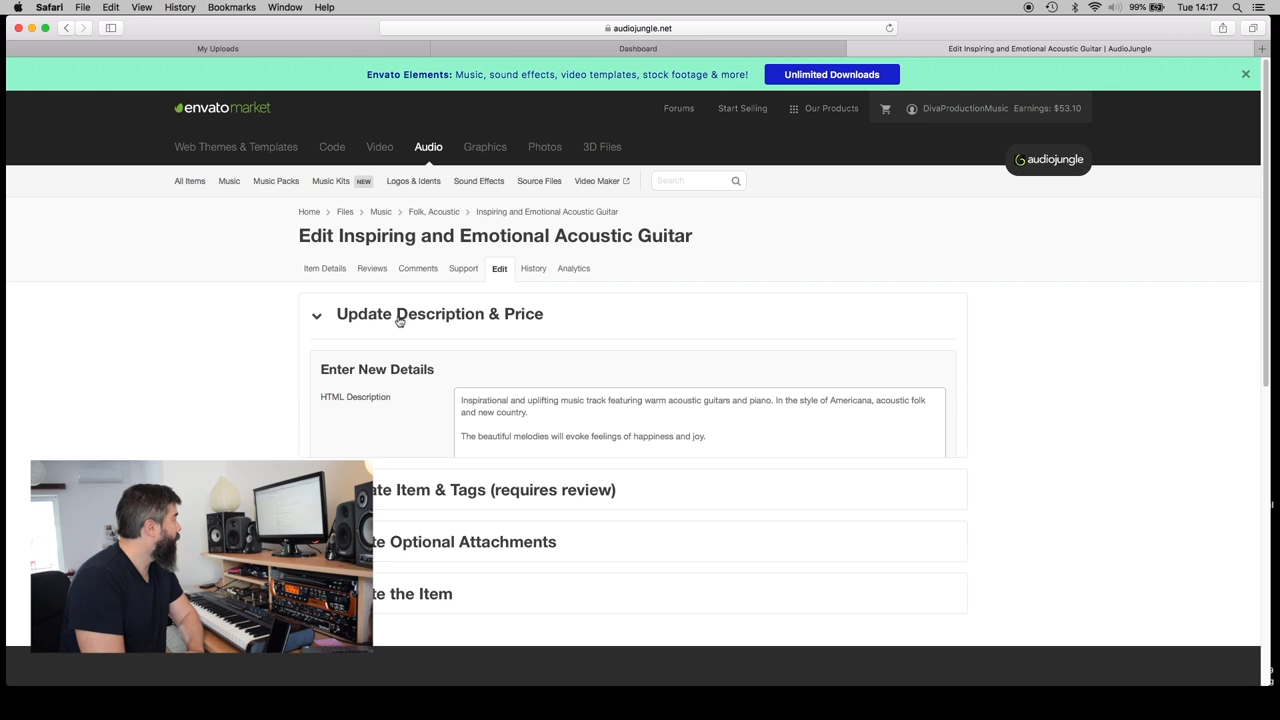 Safari File Edit View History Bookmarks Window Help 99% Tue 14:17
audiojungle.net
My Uploads Dashboard Edit Inspiring and Emotional Acoustic Guitar | AudioJungle
Envato Elements: Music, sound effects, video templates, stock footage & more! Unlimited Downloads
envatomarket Forums Start Selling Our Products DivaProductionMusic Earnings: $53.10
Web Themes & Templates Code Video Audio Graphics Photos 3D Files
audiojungle
All Items Music Music Packs Music Kits NEW Logos & Idents Sound Effects Source Files Video Maker Search
Home > Files > Music > Folk, Acoustic > Inspiring and Emotional Acoustic Guitar
Edit Inspiring and Emotional Acoustic Guitar
Item Details Reviews Comments Support Edit History Analytics
Update Description & Price
Enter New Details
HTML Description
Inspirational and uplifting music track featuring warm acoustic guitars and piano. In the style of Americana, acoustic folk
and new country.
The beautiful melodies will evoke feelings of happiness and joy.
ate Item & Tags (requires review)
te Optional Attachments
te the Item